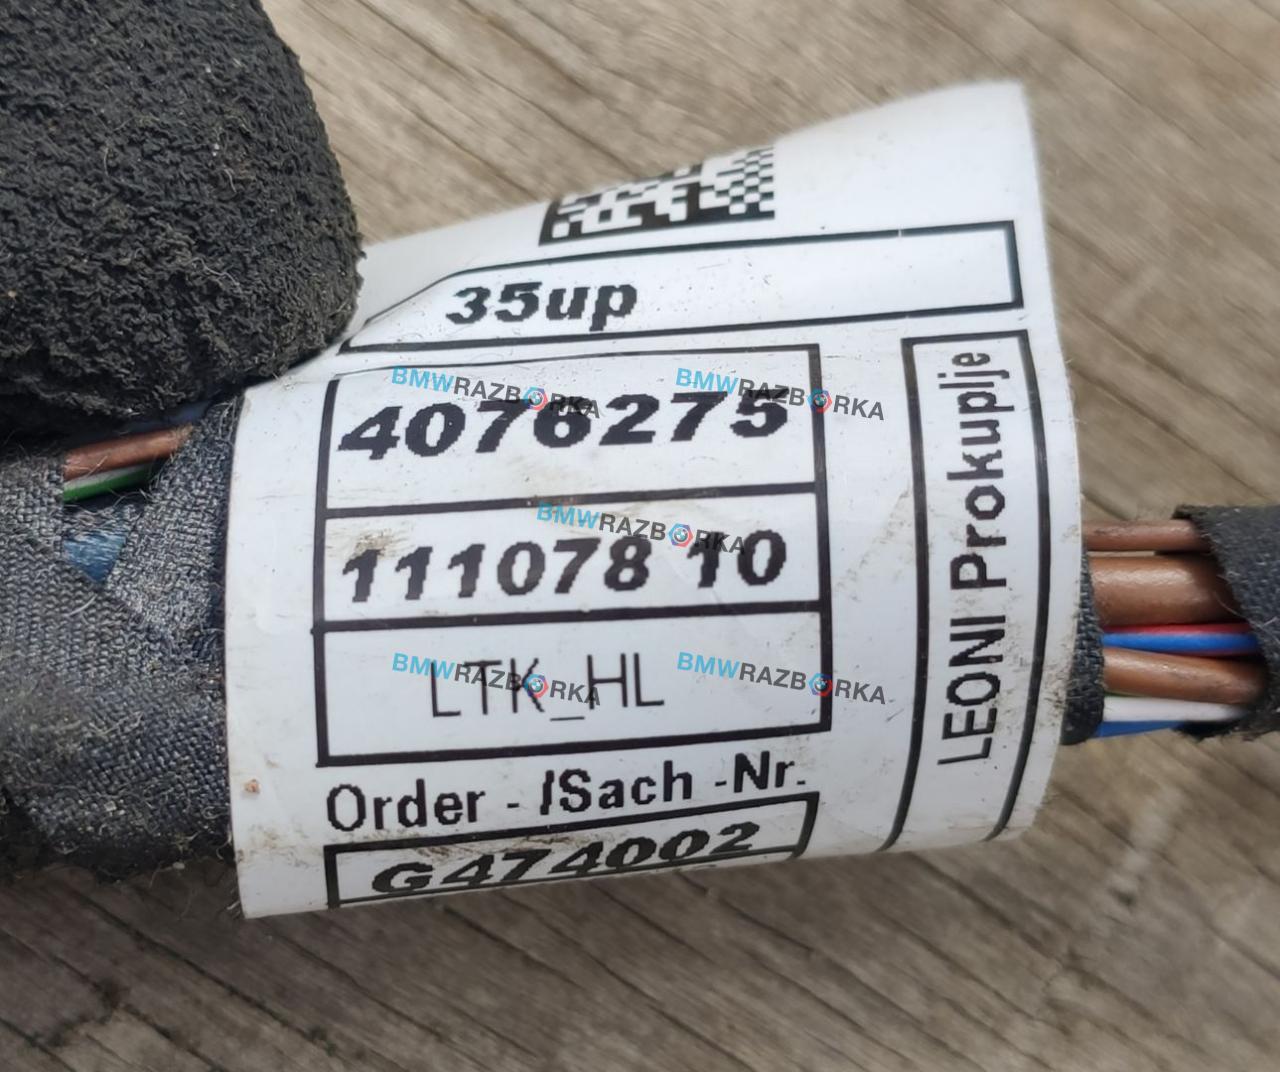 35up
4076275
111078 10
LTK_HL
Order - /Sach -Nr.
G474002
LEONI Prokuplje
BMWRAZBORKA
BMWRAZBORKA
BMWRAZBORKA
BMWRAZBORKA
BMWRAZBORKA